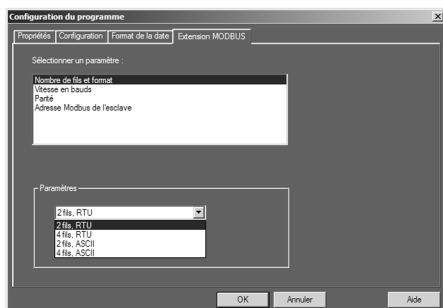 Configuration du programme
Propriétés Configuration Format de la date Extension MODBUS
Sélectionner un paramètre :
Nombre de fils et format
Vitesse en bauds
Parité
Adresse Modbus de l'esclave
Paramètres
2 fils, RTU
2 fils, RTU
4 fils, RTU
2 fils, ASCII
4 fils, ASCII
OK Annuler Aide